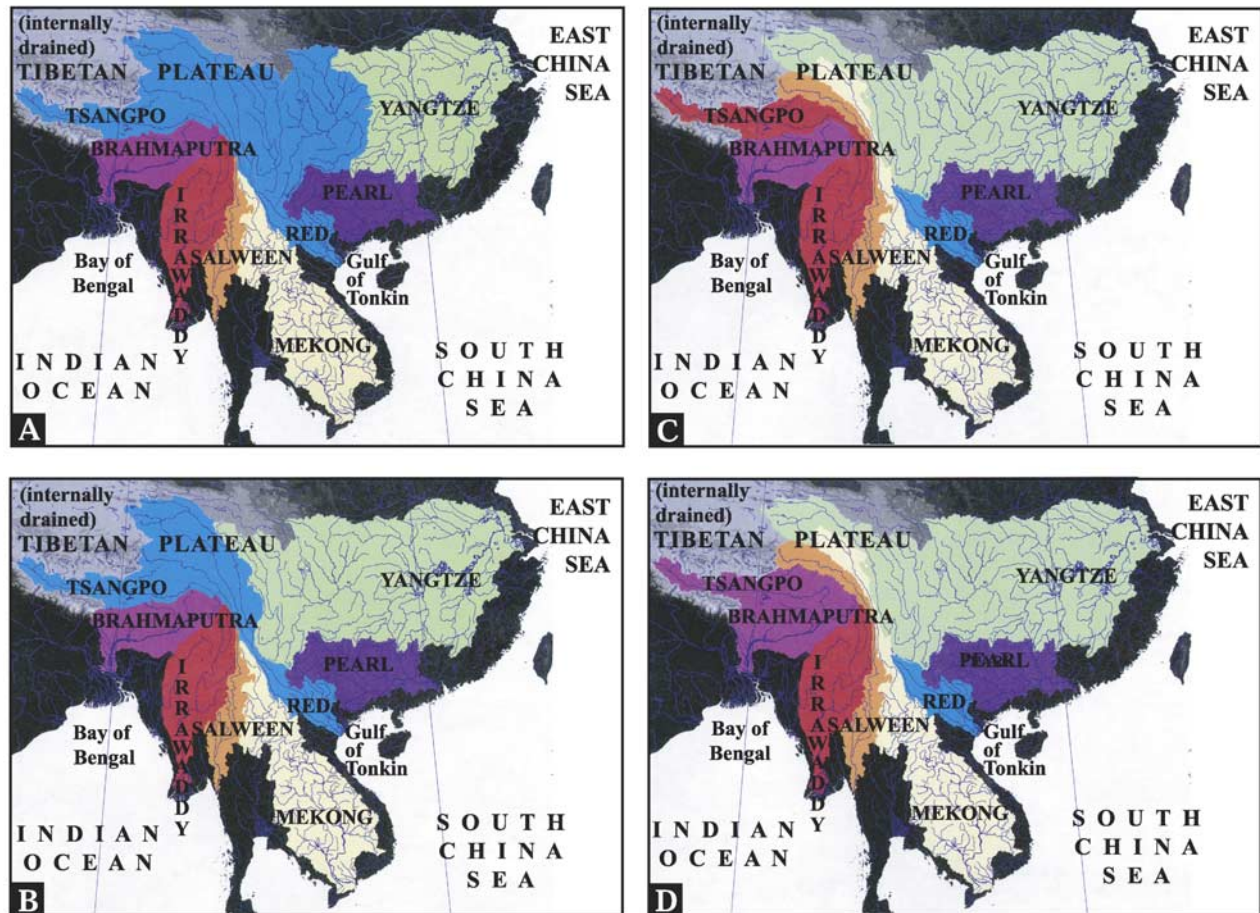 (internally
drained)
TIBETAN
PLATEAU
EAST
CHINA
SEA
TSANGPO
YANGTZE
BRAHMAPUTRA
IRRAWADDY
PEARL
RED
SALWEEN
Bay of
Bengal
Gulf
of
Tonkin
MEKONG
INDIAN
OCEAN
SOUTH
CHINA
SEA
A
(internally
drained)
TIBETAN
PLATEAU
EAST
CHINA
SEA
TSANGPO
YANGTZE
BRAHMAPUTRA
IRRAWADDY
PEARL
RED
SALWEEN
Bay of
Bengal
Gulf
of
Tonkin
MEKONG
INDIAN
OCEAN
SOUTH
CHINA
SEA
C
(internally
drained)
TIBETAN
PLATEAU
EAST
CHINA
SEA
TSANGPO
YANGTZE
BRAHMAPUTRA
IRRAWADDY
PEARL
RED
SALWEEN
Bay of
Bengal
Gulf
of
Tonkin
MEKONG
INDIAN
OCEAN
SOUTH
CHINA
SEA
B
(internally
drained)
TIBETAN
PLATEAU
EAST
CHINA
SEA
TSANGPO
YANGTZE
BRAHMAPUTRA
IRRAWADDY
PEARL
RED
SALWEEN
Bay of
Bengal
Gulf
of
Tonkin
MEKONG
INDIAN
OCEAN
SOUTH
CHINA
SEA
D